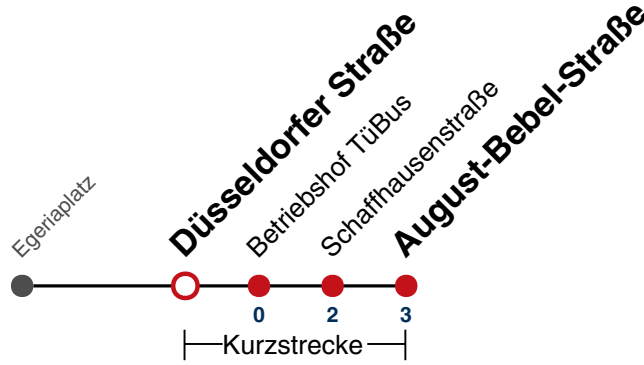 Egeriaplatz
Düsseldorfer Straße
Betriebshof TüBus
Schaffhausenstraße
August-Bebel-Straße
0
2
3
Kurzstrecke